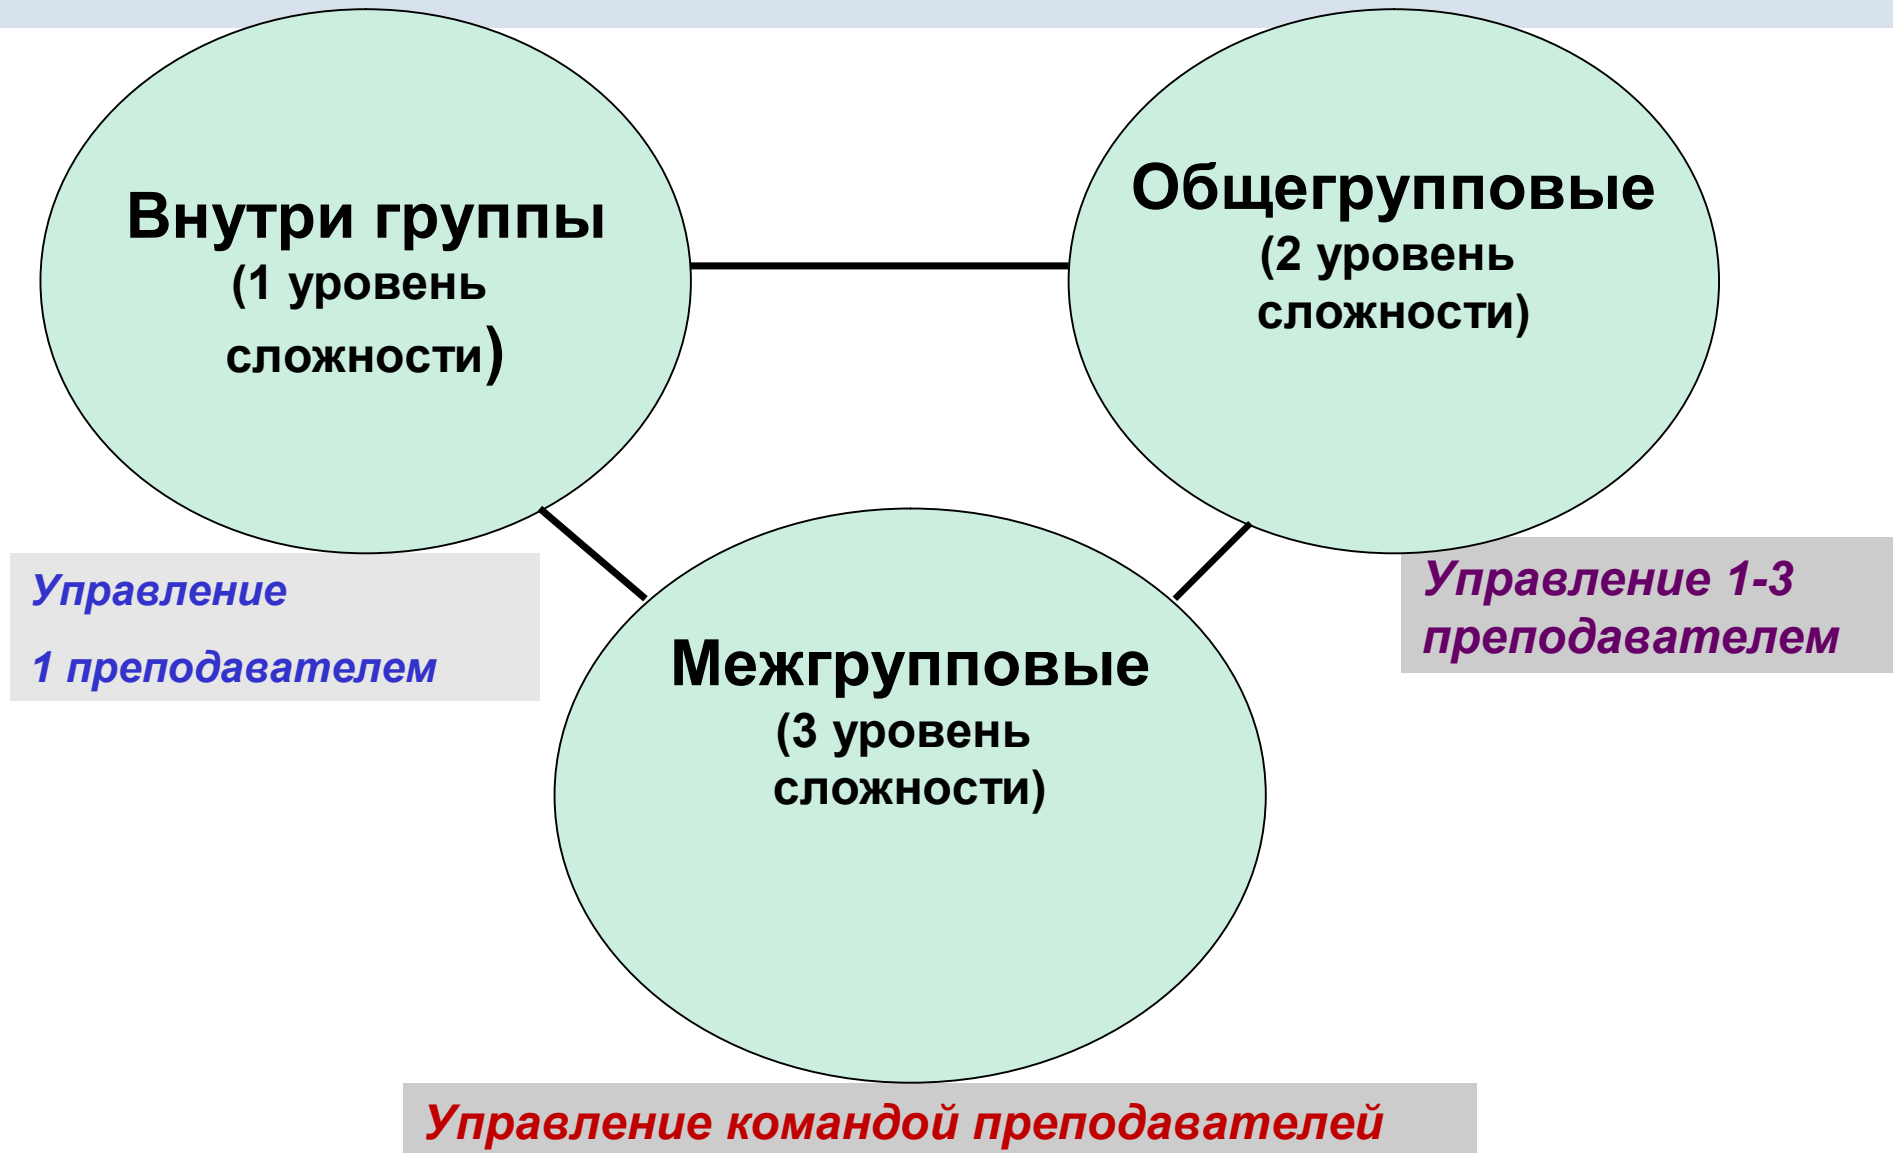 Внутри группы
(1 уровень
сложности)
Общегрупповые
(2 уровень
сложности)
Управление
1 преподавателем
Управление 1-3
преподавателем
Межгрупповые
(3 уровень
сложности)
Управление командой преподавателей